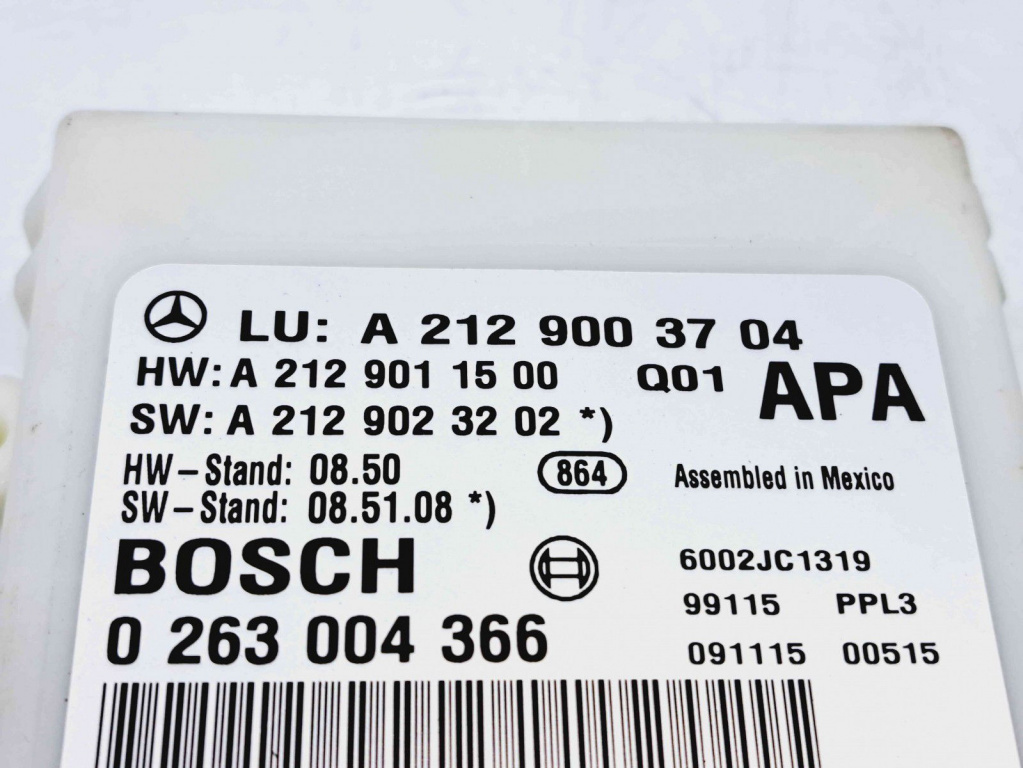 LU: A 212 900 37 04
HW: A 212 901 15 00 Q01 APA
SW: A 212 902 32 02 *)
HW-Stand: 08.50 864 Assembled in Mexico
SW-Stand: 08.51.08 *)
BOSCH 6002JC1319
99115 PPL3
0 263 004 366 091115 00515